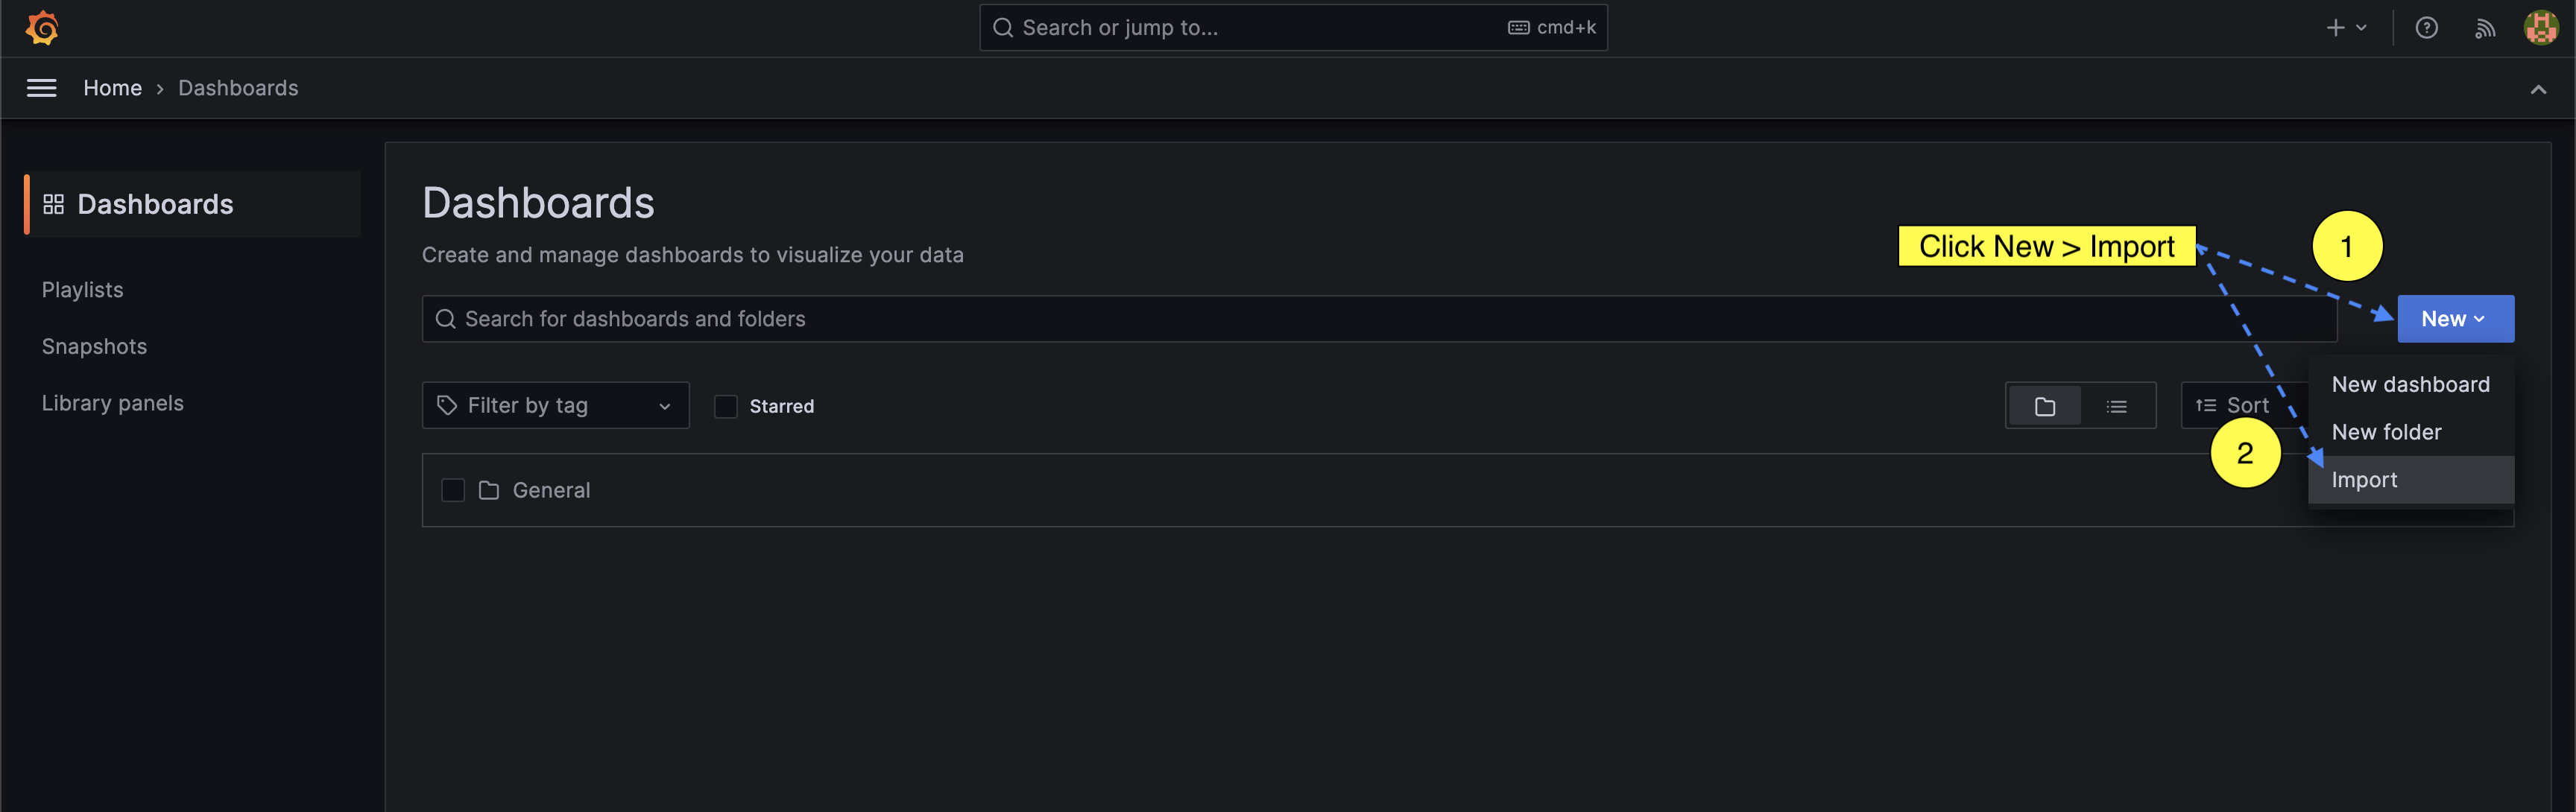 Search or jump to...
cmd+k
Home › Dashboards
Dashboards
Playlists
Snapshots
Library panels
Dashboards
Create and manage dashboards to visualize your data
Click New > Import
1
Search for dashboards and folders
New
Filter by tag
Starred
Sort
New dashboard
New folder
Import
2
General